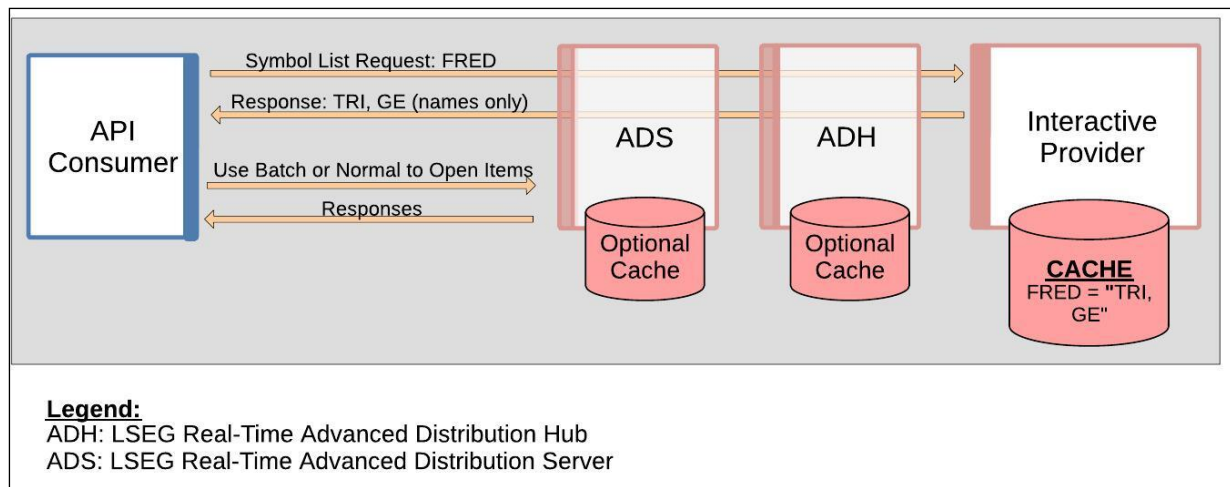 Symbol List Request: FRED
Response: TRI, GE (names only)
API
Consumer
Use Batch or Normal to Open Items
Responses
ADS
Optional
Cache
ADH
Optional
Cache
Interactive
Provider
CACHE
FRED = "TRI,
GE"
Legend:
ADH: LSEG Real-Time Advanced Distribution Hub
ADS: LSEG Real-Time Advanced Distribution Server